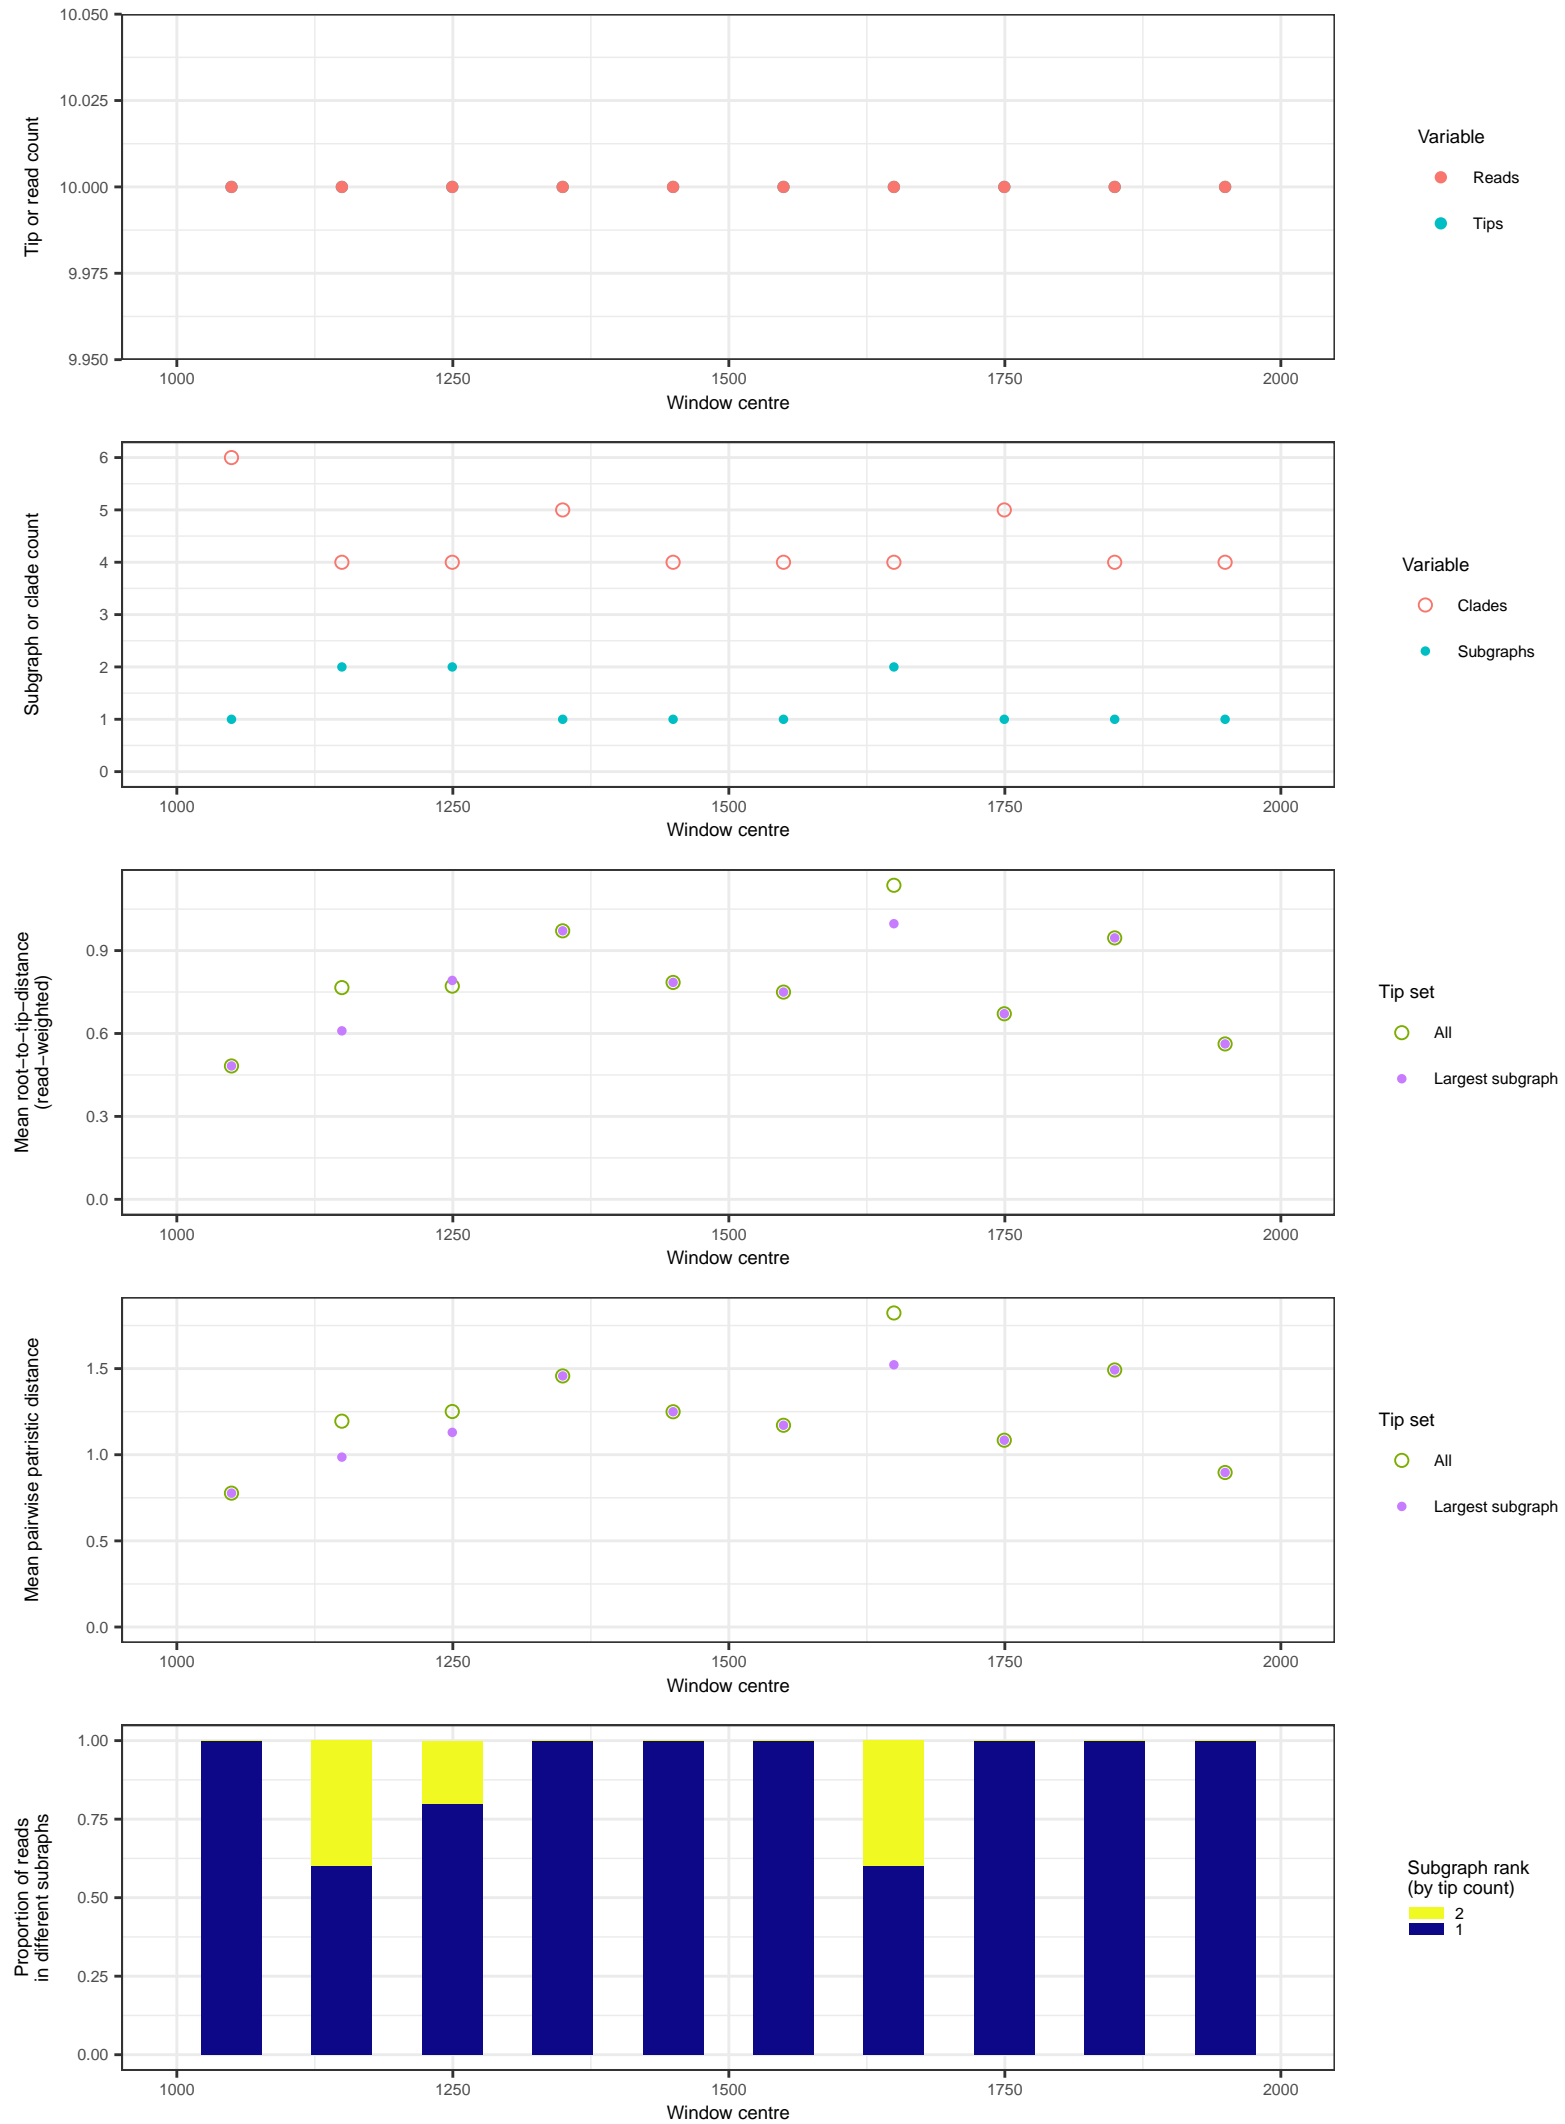 10.050
10.025
10.000
9.975
9.950
Tip or read count
1000 1250 1500 1750 2000
Window centre
Variable
Reads
Tips
6
5
4
3
2
1
0
Subgraph or clade count
1000 1250 1500 1750 2000
Window centre
Variable
Clades
Subgraphs
0.9
0.6
0.3
0.0
Mean root−to−tip−distance
(read−weighted)
1000 1250 1500 1750 2000
Window centre
Tip set
All
Largest subgraph
1.5
1.0
0.5
0.0
Mean pairwise patristic distance
1000 1250 1500 1750 2000
Window centre
Tip set
All
Largest subgraph
1.00
0.75
0.50
0.25
0.00
Proportion of reads
in different subraphs
1000 1250 1500 1750 2000
Window centre
Subgraph rank
(by tip count)
2
1